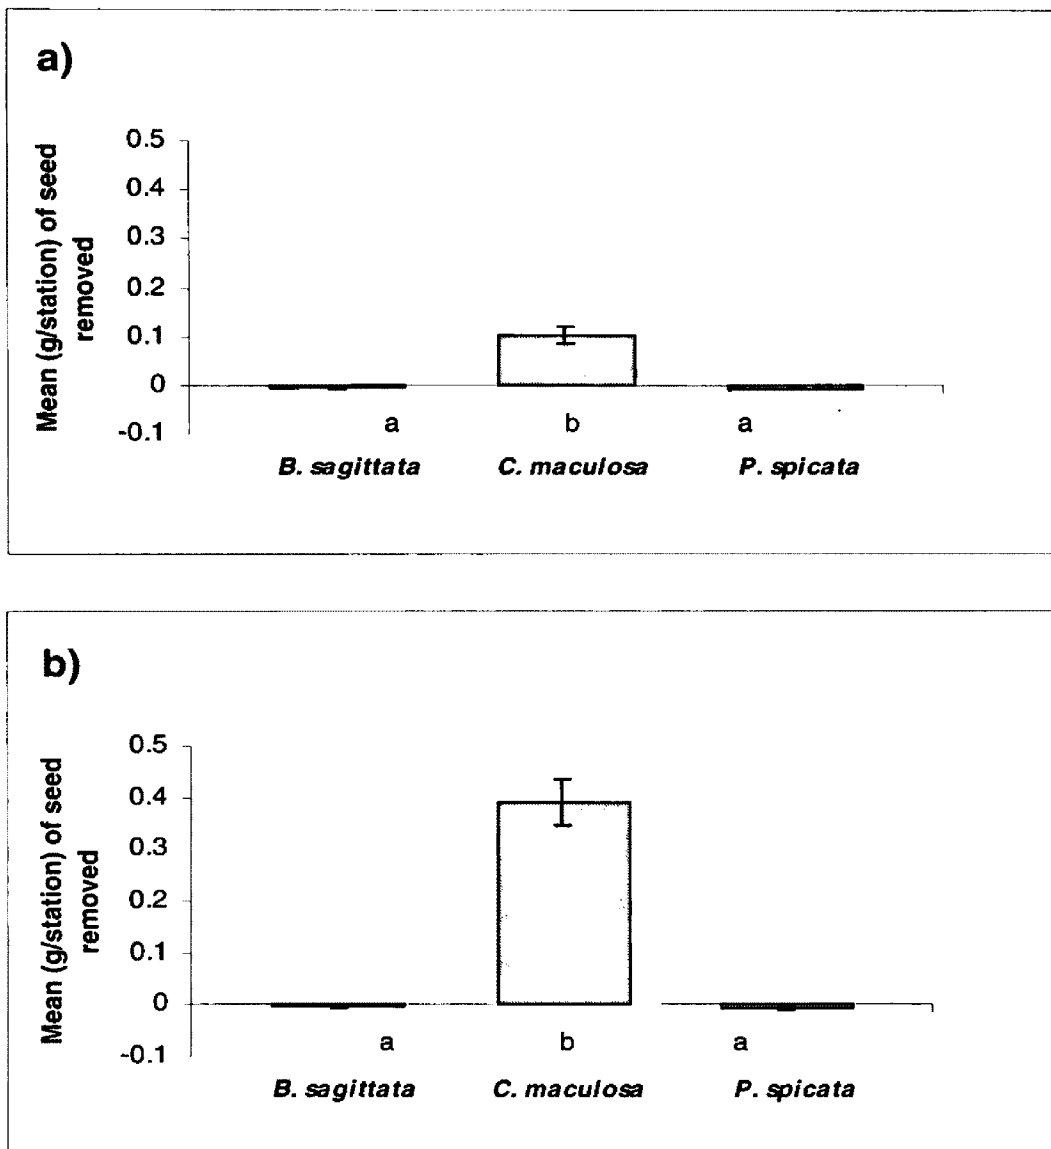 a)
Mean (g/station) of seed
removed
0.5
0.4
0.3
0.2
0.1
0
-0.1
a b a
B. sagittata C. maculosa P. spicata
b)
Mean (g/station) of seed
removed
0.5
0.4
0.3
0.2
0.1
0
-0.1
a b a
B. sagittata C. maculosa P. spicata